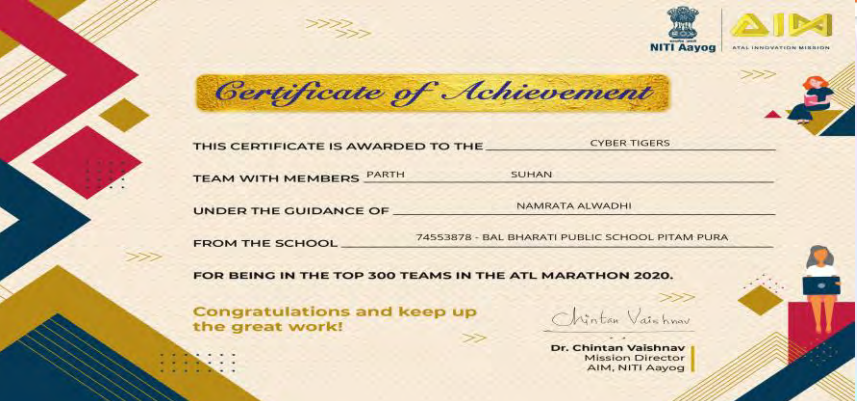 NITI Aayog
AIM
ATAL INNOVATION MISSION
Certificate of Achievement
THIS CERTIFICATE IS AWARDED TO THE CYBER TIGERS
TEAM WITH MEMBERS PARTH SUHAN
UNDER THE GUIDANCE OF NAMRATA ALWADHI
FROM THE SCHOOL 74553878 - BAL BHARATI PUBLIC SCHOOL PITAM PURA
FOR BEING IN THE TOP 300 TEAMS IN THE ATL MARATHON 2020.
Congratulations and keep up
the great work!
Chintan Vaishnav
Dr. Chintan Vaishnav
Mission Director
AIM, NITI Aayog